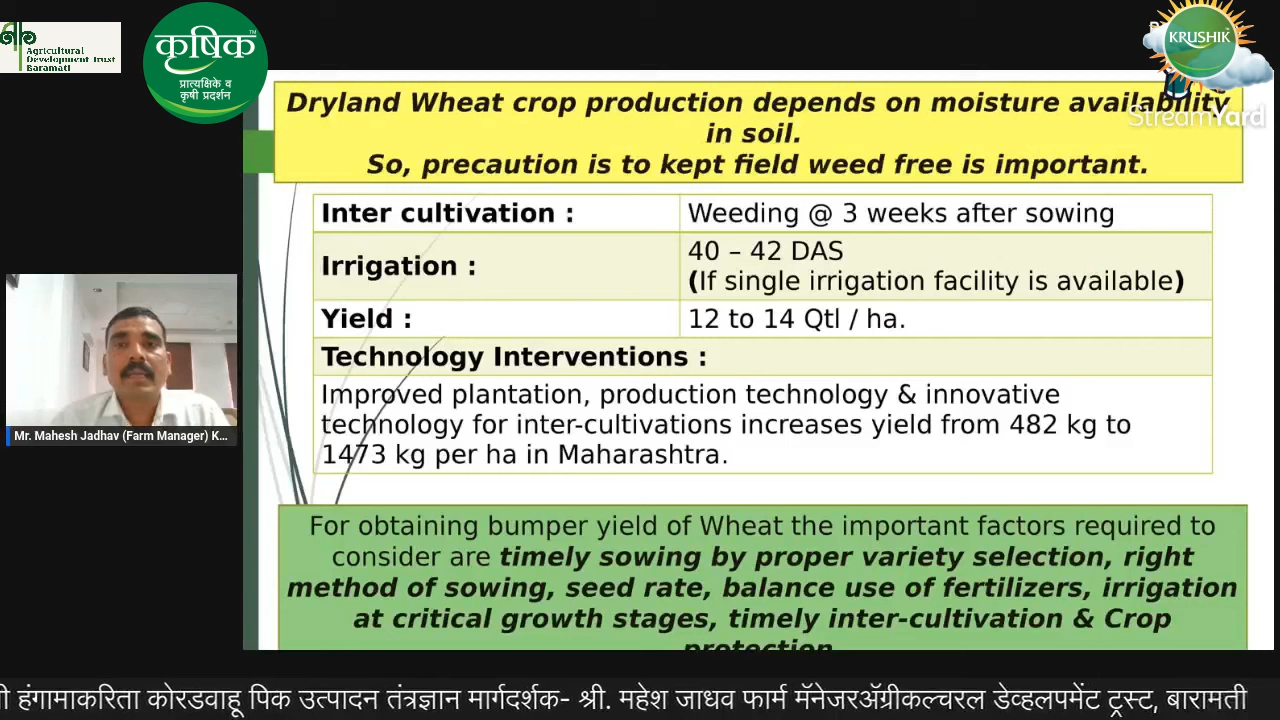 Agricultural
Development Trust
Baramati
कृषिक
TM
प्रात्यक्षिके व
कृषी प्रदर्शन
KRUSHIK
StreamYard
Dryland Wheat crop production depends on moisture availability
in soil.
So, precaution is to kept field weed free is important.
Inter cultivation : Weeding @ 3 weeks after sowing
Irrigation : 40 – 42 DAS
(If single irrigation facility is available)
Yield : 12 to 14 Qtl / ha.
Technology Interventions :
Improved plantation, production technology & innovative
technology for inter-cultivations increases yield from 482 kg to
1473 kg per ha in Maharashtra.
Mr. Mahesh Jadhav (Farm Manager) K...
For obtaining bumper yield of Wheat the important factors required to
consider are timely sowing by proper variety selection, right
method of sowing, seed rate, balance use of fertilizers, irrigation
at critical growth stages, timely inter-cultivation & Crop
protection
हंगामाकरिता कोरडवाहू पिक उत्पादन तंत्रज्ञान मार्गदर्शक- श्री. महेश जाधव फार्म मॅनेजरॲग्रीकल्चरल डेव्हलपमेंट ट्रस्ट, बारामती